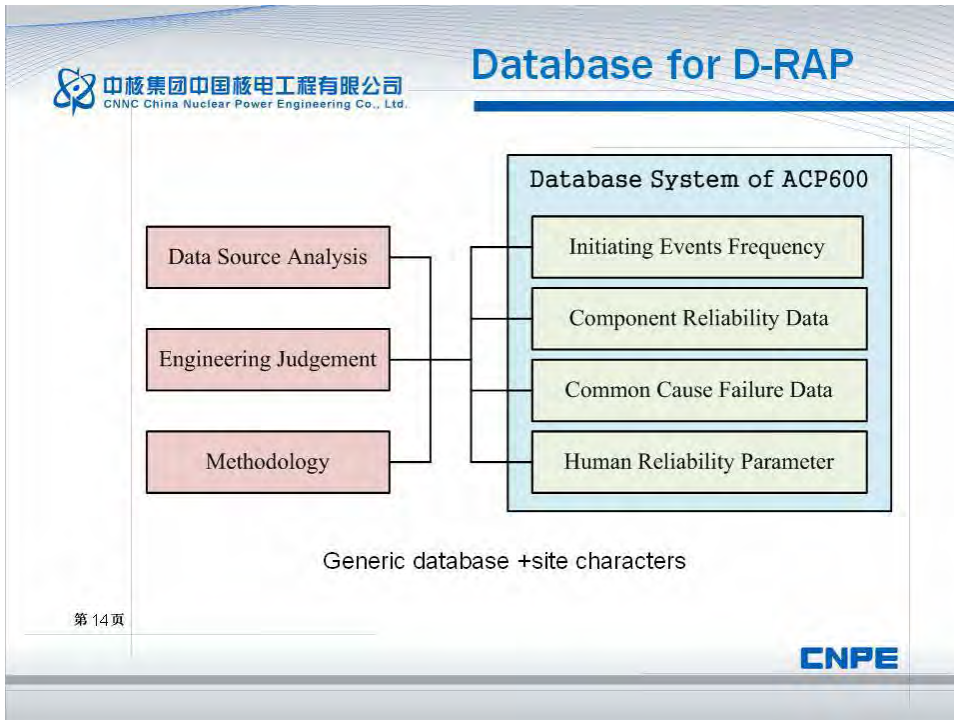 中核集团中国核电工程有限公司
CNNC China Nuclear Power Engineering Co., Ltd.
Database for D-RAP
Data Source Analysis
Engineering Judgement
Methodology
Database System of ACP600
Initiating Events Frequency
Component Reliability Data
Common Cause Failure Data
Human Reliability Parameter
Generic database +site characters
第 14 页
CNPE